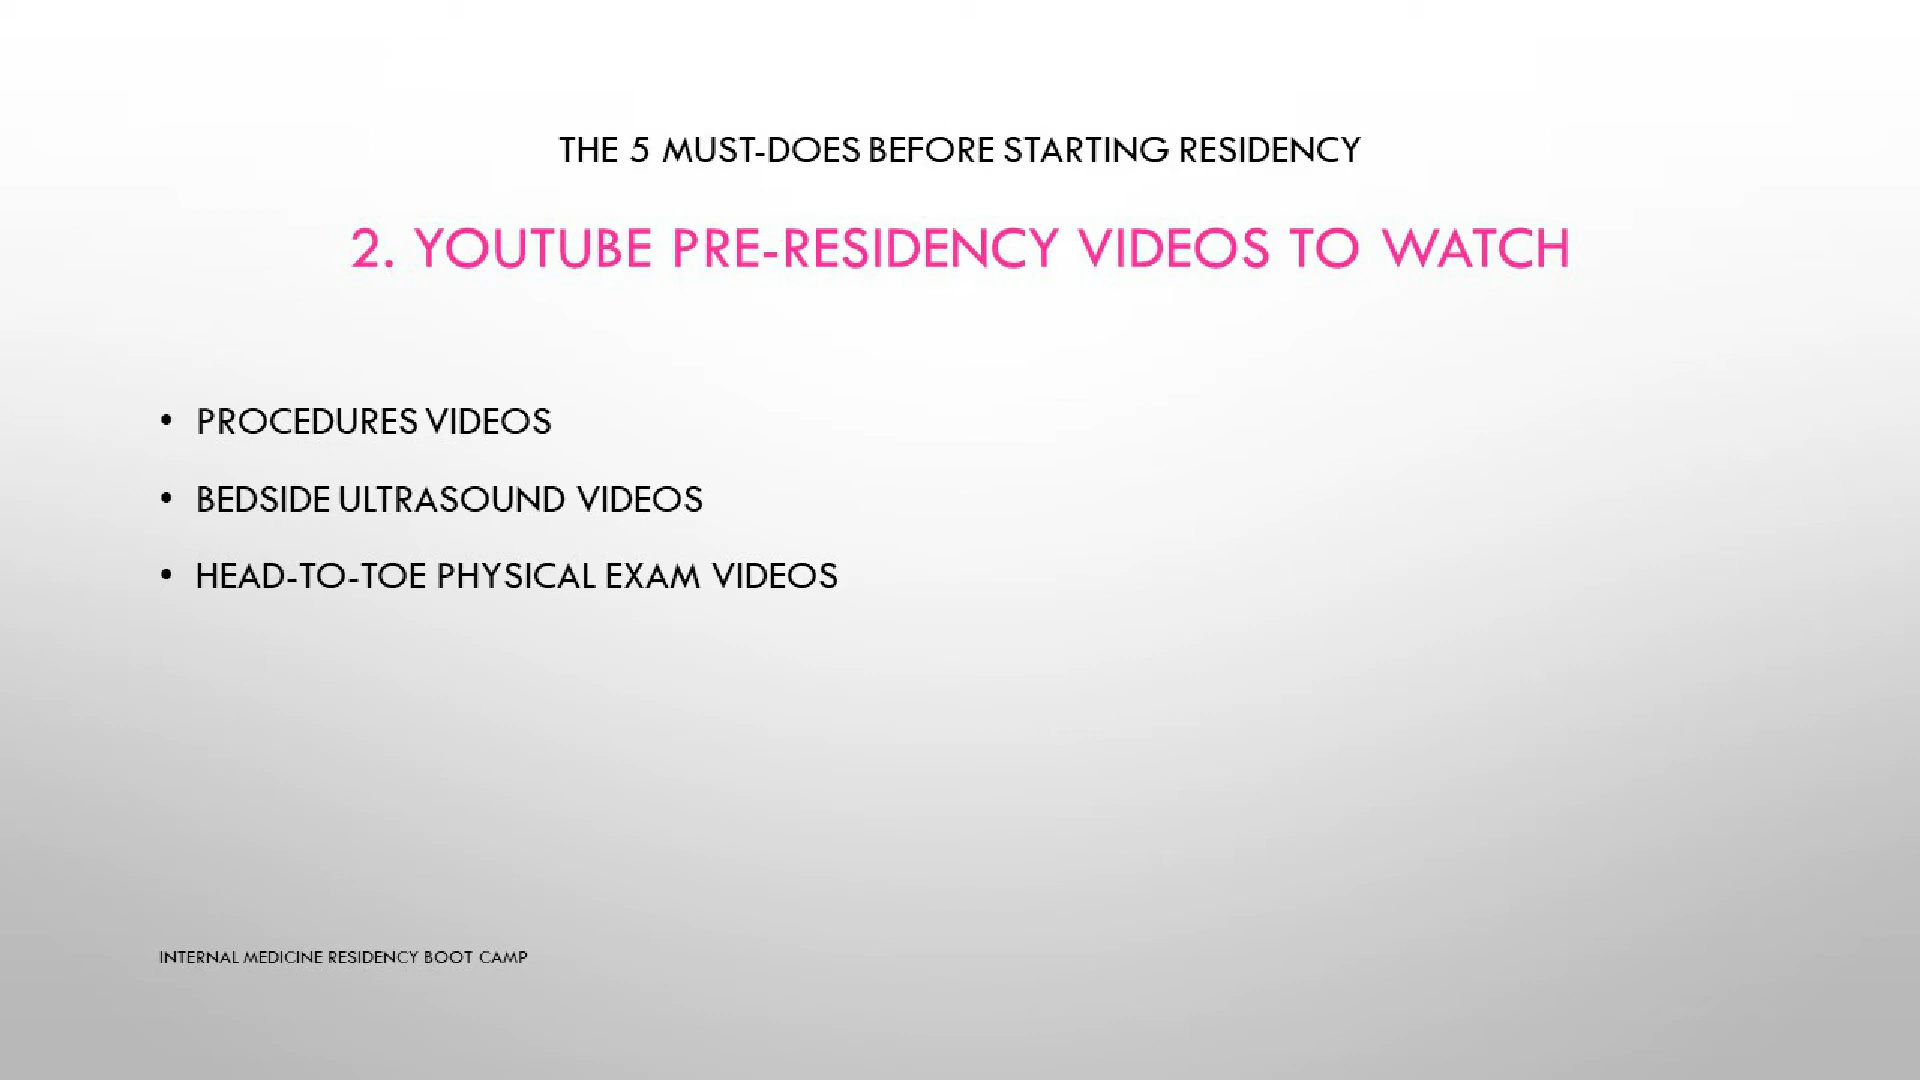 THE 5 MUST-DOES BEFORE STARTING RESIDENCY
2. YOUTUBE PRE-RESIDENCY VIDEOS TO WATCH
• PROCEDURES VIDEOS
• BEDSIDE ULTRASOUND VIDEOS
• HEAD-TO-TOE PHYSICAL EXAM VIDEOS
INTERNAL MEDICINE RESIDENCY BOOT CAMP